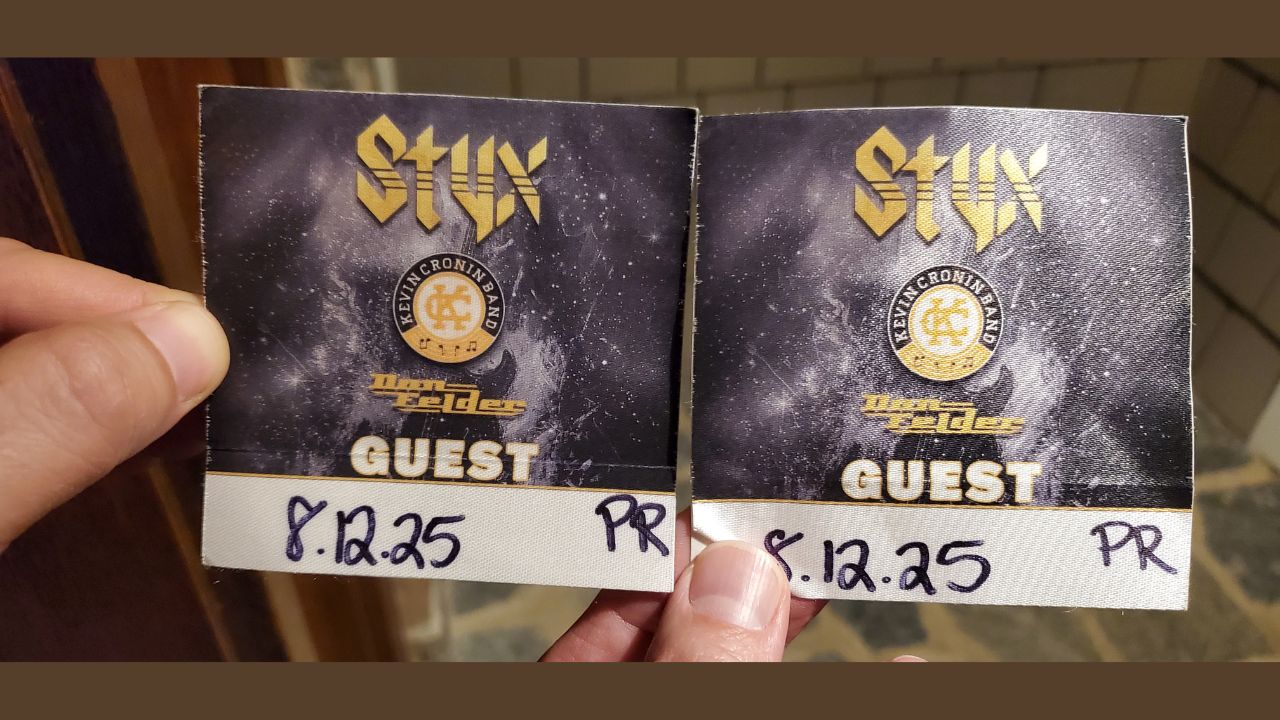 Styx
KEVIN CRONIN BAND
KC
Don Felder
GUEST
8.12.25 PR
Styx
KEVIN CRONIN BAND
KC
Don Felder
GUEST
8.12.25 PR